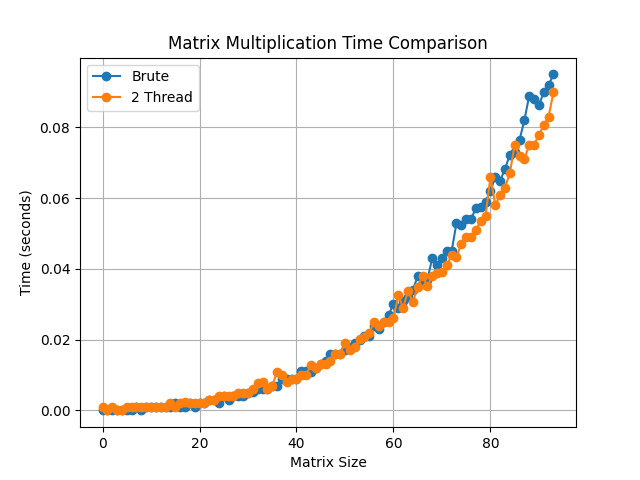 Matrix Multiplication Time Comparison
Brute
2 Thread
Time (seconds)
0.08
0.06
0.04
0.02
0.00
0 20 40 60 80
Matrix Size